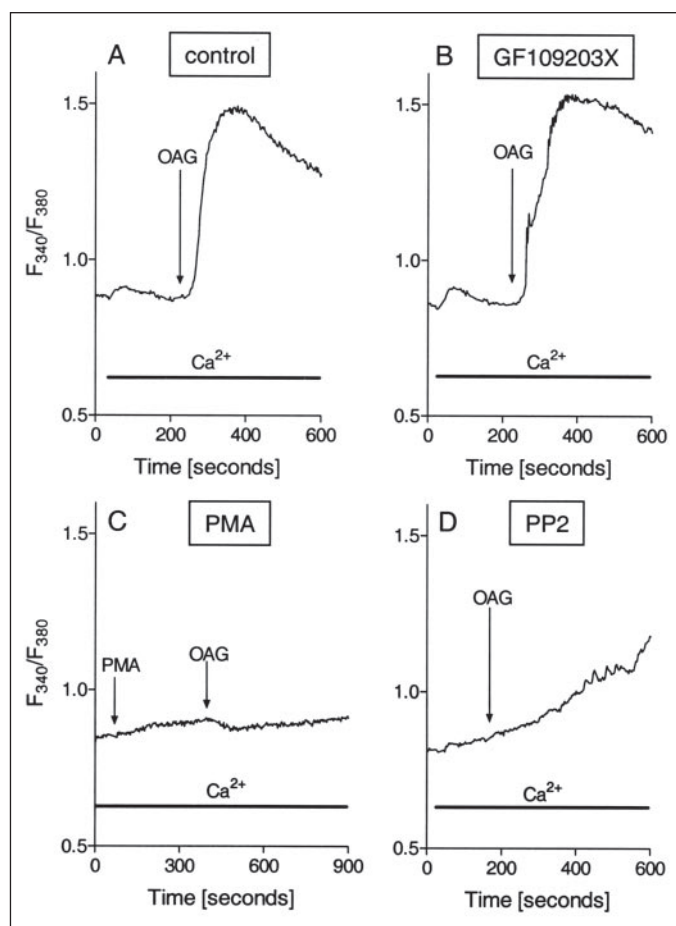 A
control
1.5
OAG
1.0
F340/F380
Ca2+
0.5
0
200
400
600
Time [seconds]
B
GF109203X
1.5
OAG
1.0
Ca2+
0.5
0
200
400
600
Time [seconds]
C
PMA
1.5
PMA
OAG
1.0
F340/F380
Ca2+
0.5
0
300
600
900
Time [seconds]
D
PP2
1.5
OAG
1.0
Ca2+
0.5
0
200
400
600
Time [seconds]